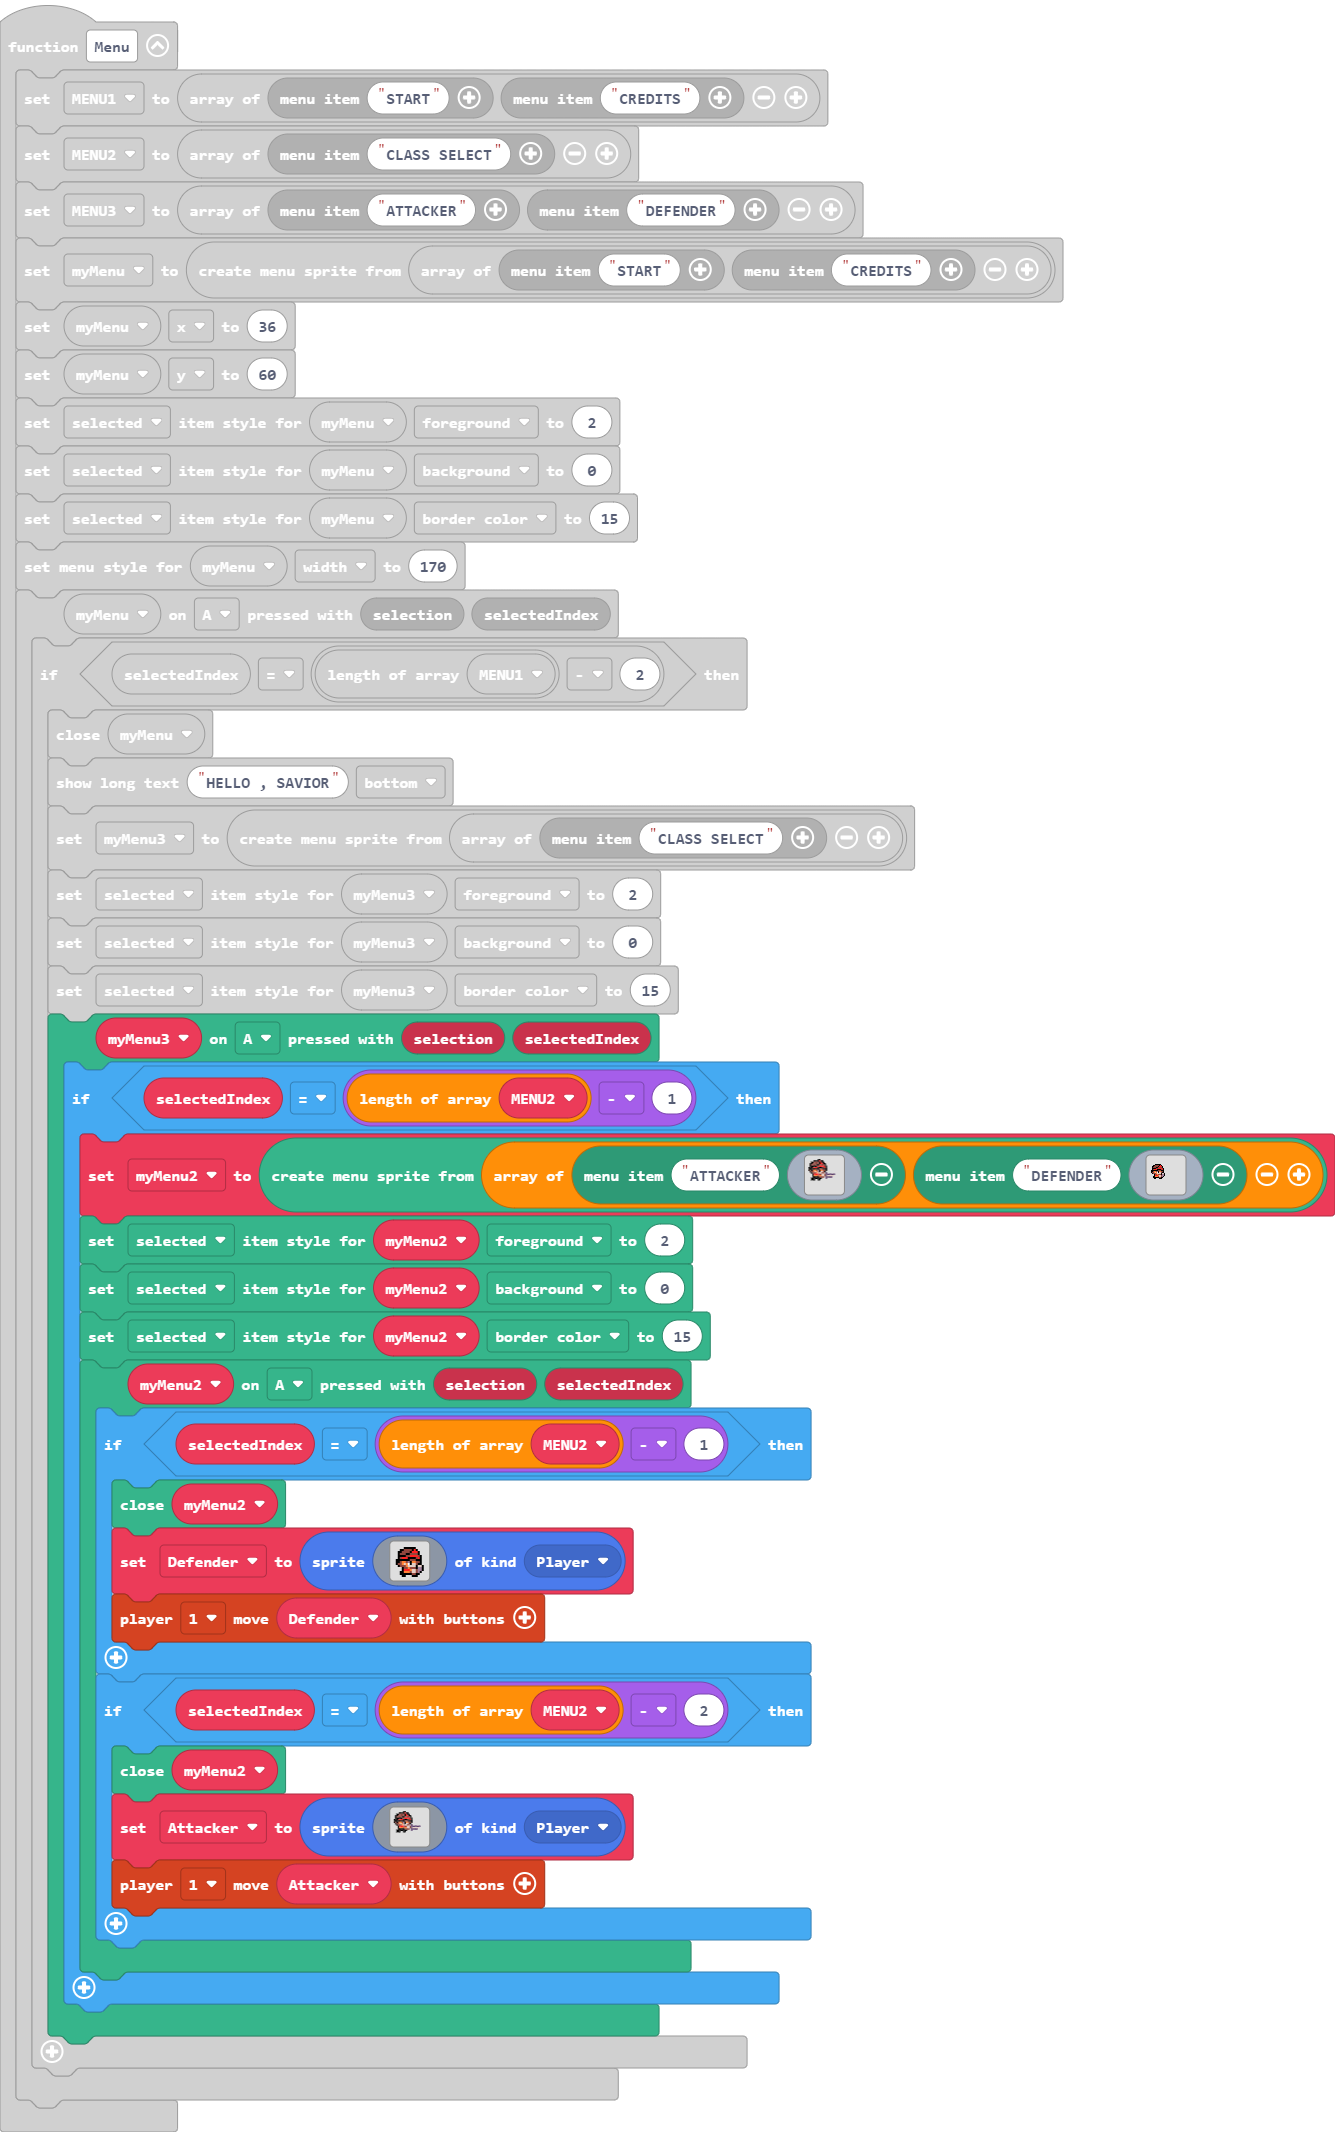 function Menu
set MENU1 to array of menu item "START" menu item "CREDITS"
set MENU2 to array of menu item "CLASS SELECT"
set MENU3 to array of menu item "ATTACKER" menu item "DEFENDER"
set myMenu to create menu sprite from array of menu item "START" menu item "CREDITS"
set myMenu x to 36
set myMenu y to 60
set selected item style for myMenu foreground to 2
set selected item style for myMenu background to 0
set selected item style for myMenu border color to 15
set menu style for myMenu width to 170
myMenu on A pressed with selection selectedIndex
if selectedIndex = length of array MENU1 - 2 then
close myMenu
show long text "HELLO , SAVIOR" bottom
set myMenu3 to create menu sprite from array of menu item "CLASS SELECT"
set selected item style for myMenu3 foreground to 2
set selected item style for myMenu3 background to 0
set selected item style for myMenu3 border color to 15
myMenu3 on A pressed with selection selectedIndex
if selectedIndex = length of array MENU2 - 1 then
set myMenu2 to create menu sprite from array of menu item "ATTACKER" menu item "DEFENDER"
set selected item style for myMenu2 foreground to 2
set selected item style for myMenu2 background to 0
set selected item style for myMenu2 border color to 15
myMenu2 on A pressed with selection selectedIndex
if selectedIndex = length of array MENU2 - 1 then
close myMenu2
set Defender to sprite of kind Player
player 1 move Defender with buttons
if selectedIndex = length of array MENU2 - 2 then
close myMenu2
set Attacker to sprite of kind Player
player 1 move Attacker with buttons